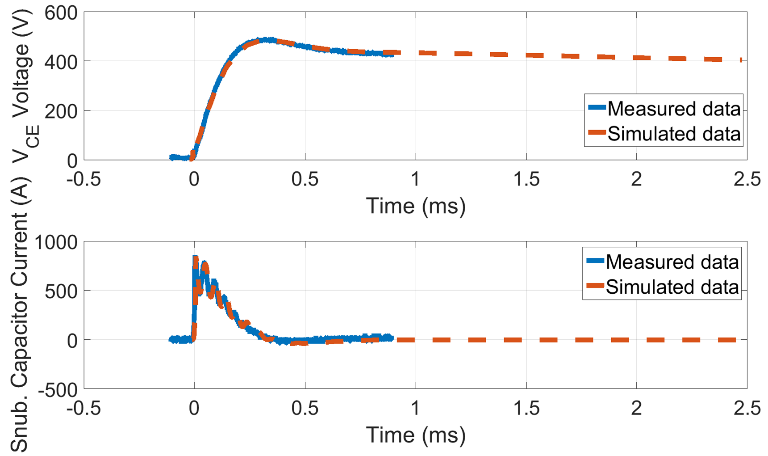 600
400
200
0
V_CE Voltage (V)
Measured data
Simulated data
-0.5 0 0.5 1 1.5 2 2.5
Time (ms)
1000
500
0
-500
Snub. Capacitor Current (A)
Measured data
Simulated data
-0.5 0 0.5 1 1.5 2 2.5
Time (ms)